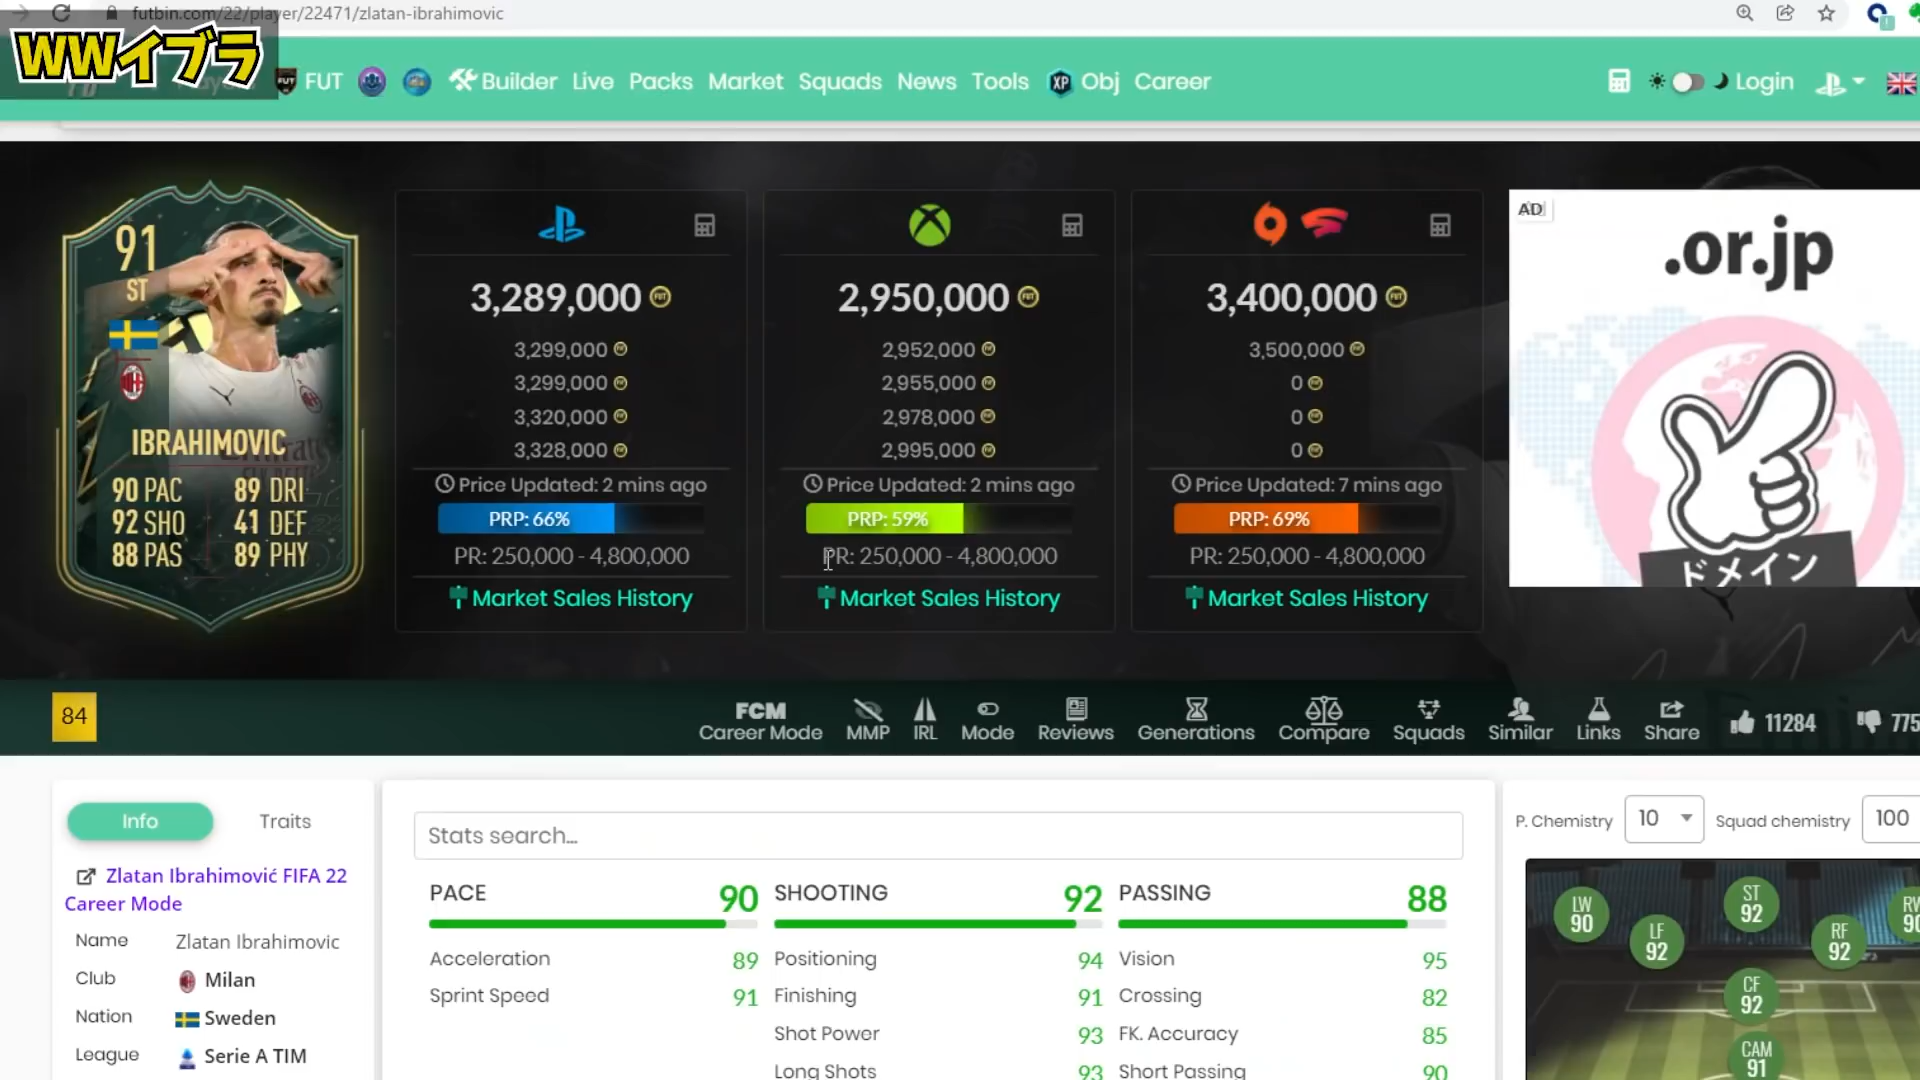 futbin.com/22/player/22471/zlatan-ibrahimovic
WWイブラ
FUT
Builder
Live
Packs
Market
Squads
News
Tools
XP
Obj
Career
Login
91
ST
IBRAHIMOVIC
90 PAC
89 DRI
92 SHO
41 DEF
88 PAS
89 PHY
3,289,000
3,299,000
3,299,000
3,320,000
3,328,000
Price Updated: 2 mins ago
PRP: 66%
PR: 250,000 - 4,800,000
Market Sales History
2,950,000
2,952,000
2,955,000
2,978,000
2,995,000
Price Updated: 2 mins ago
PRP: 59%
PR: 250,000 - 4,800,000
Market Sales History
3,400,000
3,500,000
0
0
0
Price Updated: 7 mins ago
PRP: 69%
PR: 250,000 - 4,800,000
Market Sales History
AD
.or.jp
ドメイン
84
FCM
Career Mode
MMP
IRL
Mode
Reviews
Generations
Compare
Squads
Similar
Links
Share
11284
775
Info
Traits
Zlatan Ibrahimović FIFA 22
Career Mode
Name Zlatan Ibrahimovic
Club Milan
Nation Sweden
League Serie A TIM
Stats search...
PACE 90
Acceleration 89
Sprint Speed 91
SHOOTING 92
Positioning 94
Finishing 91
Shot Power 93
Long Shots 93
PASSING 88
Vision 95
Crossing 82
FK. Accuracy 85
Short Passing 90
P. Chemistry 10
Squad chemistry 100
LW
90
LF
92
ST
92
RF
92
RW
90
CF
92
CAM
91